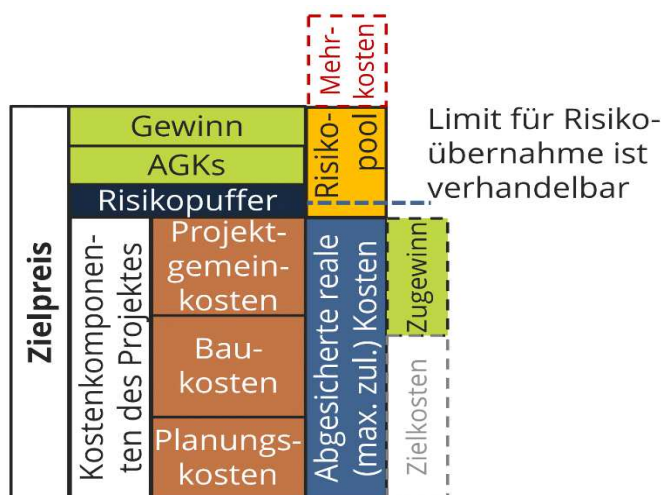 Mehr-
kosten
Gewinn
AGKs
Risikopuffer
Risiko-
pool
Limit für Risiko-
übernahme ist
verhandelbar
Zielpreis
Kostenkomponen-
ten des Projektes
Projekt-
gemein-
kosten
Bau-
kosten
Planungs-
kosten
Abgesicherte reale
(max. zul.) Kosten
Zugewinn
Zielkosten